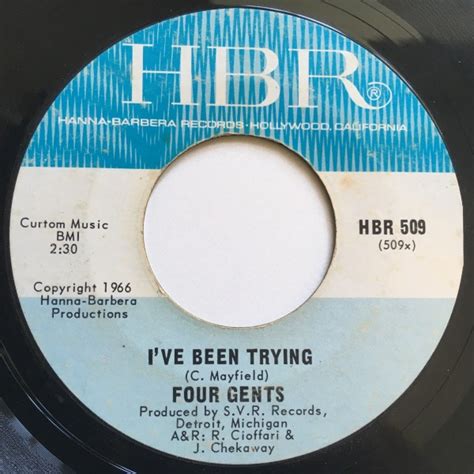 HBR®
HANNA-BARBERA RECORDS · HOLLYWOOD, CALIFORNIA
Curtom Music
BMI
2:30
HBR 509
(509x)
Copyright 1966
Hanna-Barbera
Productions
I'VE BEEN TRYING
(C. Mayfield)
FOUR GENTS
Produced by S.V.R. Records,
Detroit, Michigan
A&R: R. Cioffari &
J. Chekaway